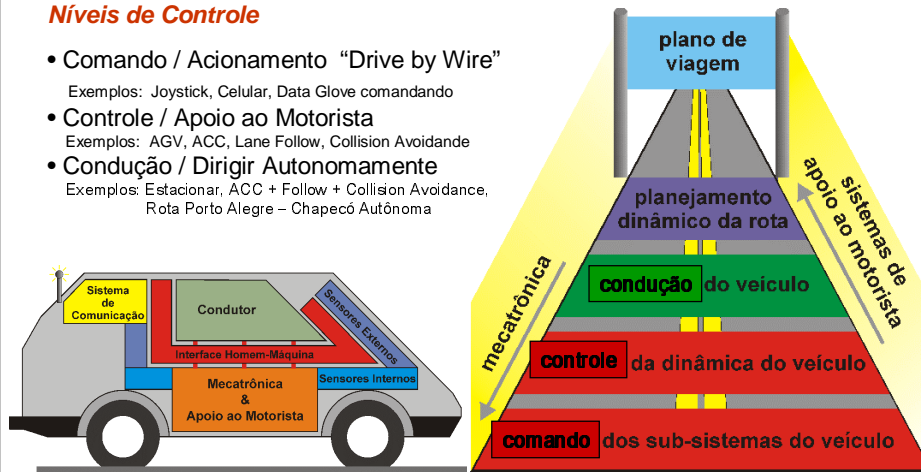 Níveis de Controle
• Comando / Acionamento “Drive by Wire”
Exemplos: Joystick, Celular, Data Glove comandando
• Controle / Apoio ao Motorista
Exemplos: AGV, ACC, Lane Follow, Collision Avoidande
• Condução / Dirigir Autonomamente
Exemplos: Estacionar, ACC + Follow + Collision Avoidance,
Rota Porto Alegre – Chapecó Autônoma
Sistema
de
Comunicação
Condutor
Sensores Externos
Interface Homem-Máquina
Mecatrônica
&
Apoio ao Motorista
Sensores Internos
plano de
viagem
planejamento
dinâmico da rota
sistemas de
apoio ao motorista
mecatrônica
condução do veículo
controle da dinâmica do veículo
comando dos sub-sistemas do veículo